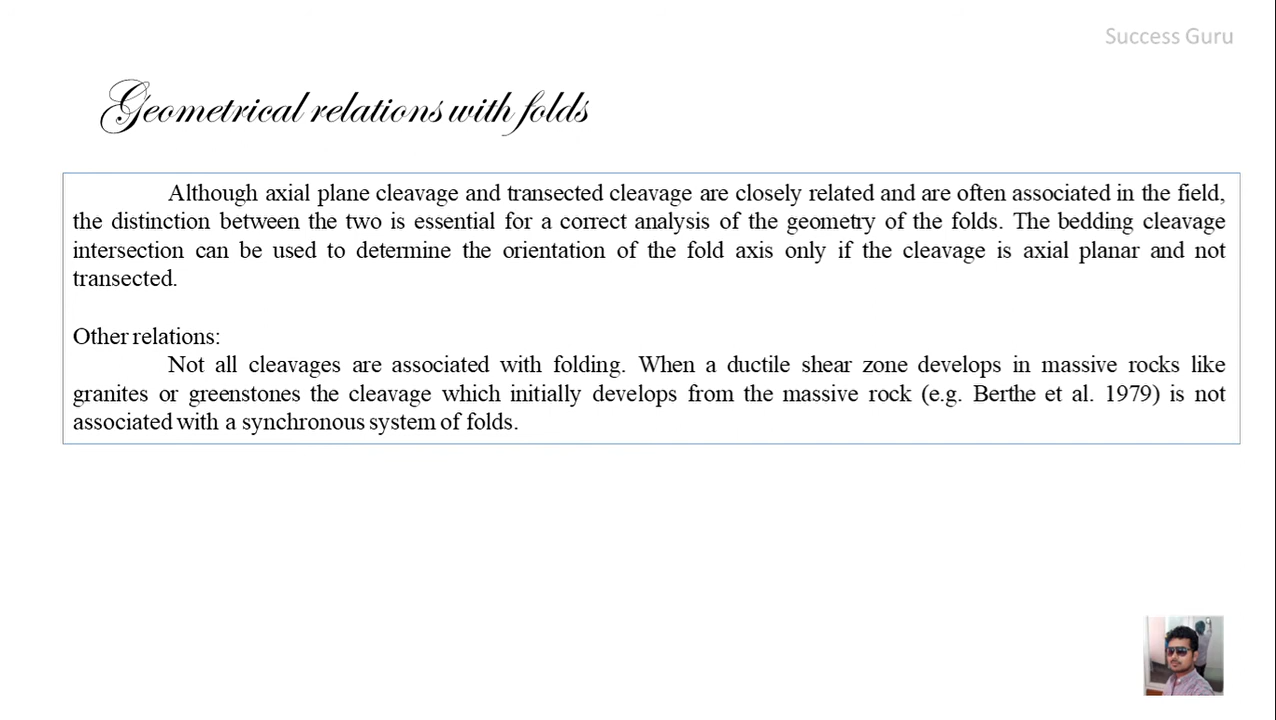 Success Guru
Geometrical relations with folds
Although axial plane cleavage and transected cleavage are closely related and are often associated in the field,
the distinction between the two is essential for a correct analysis of the geometry of the folds. The bedding cleavage
intersection can be used to determine the orientation of the fold axis only if the cleavage is axial planar and not
transected.
Other relations:
Not all cleavages are associated with folding. When a ductile shear zone develops in massive rocks like
granites or greenstones the cleavage which initially develops from the massive rock (e.g. Berthe et al. 1979) is not
associated with a synchronous system of folds.